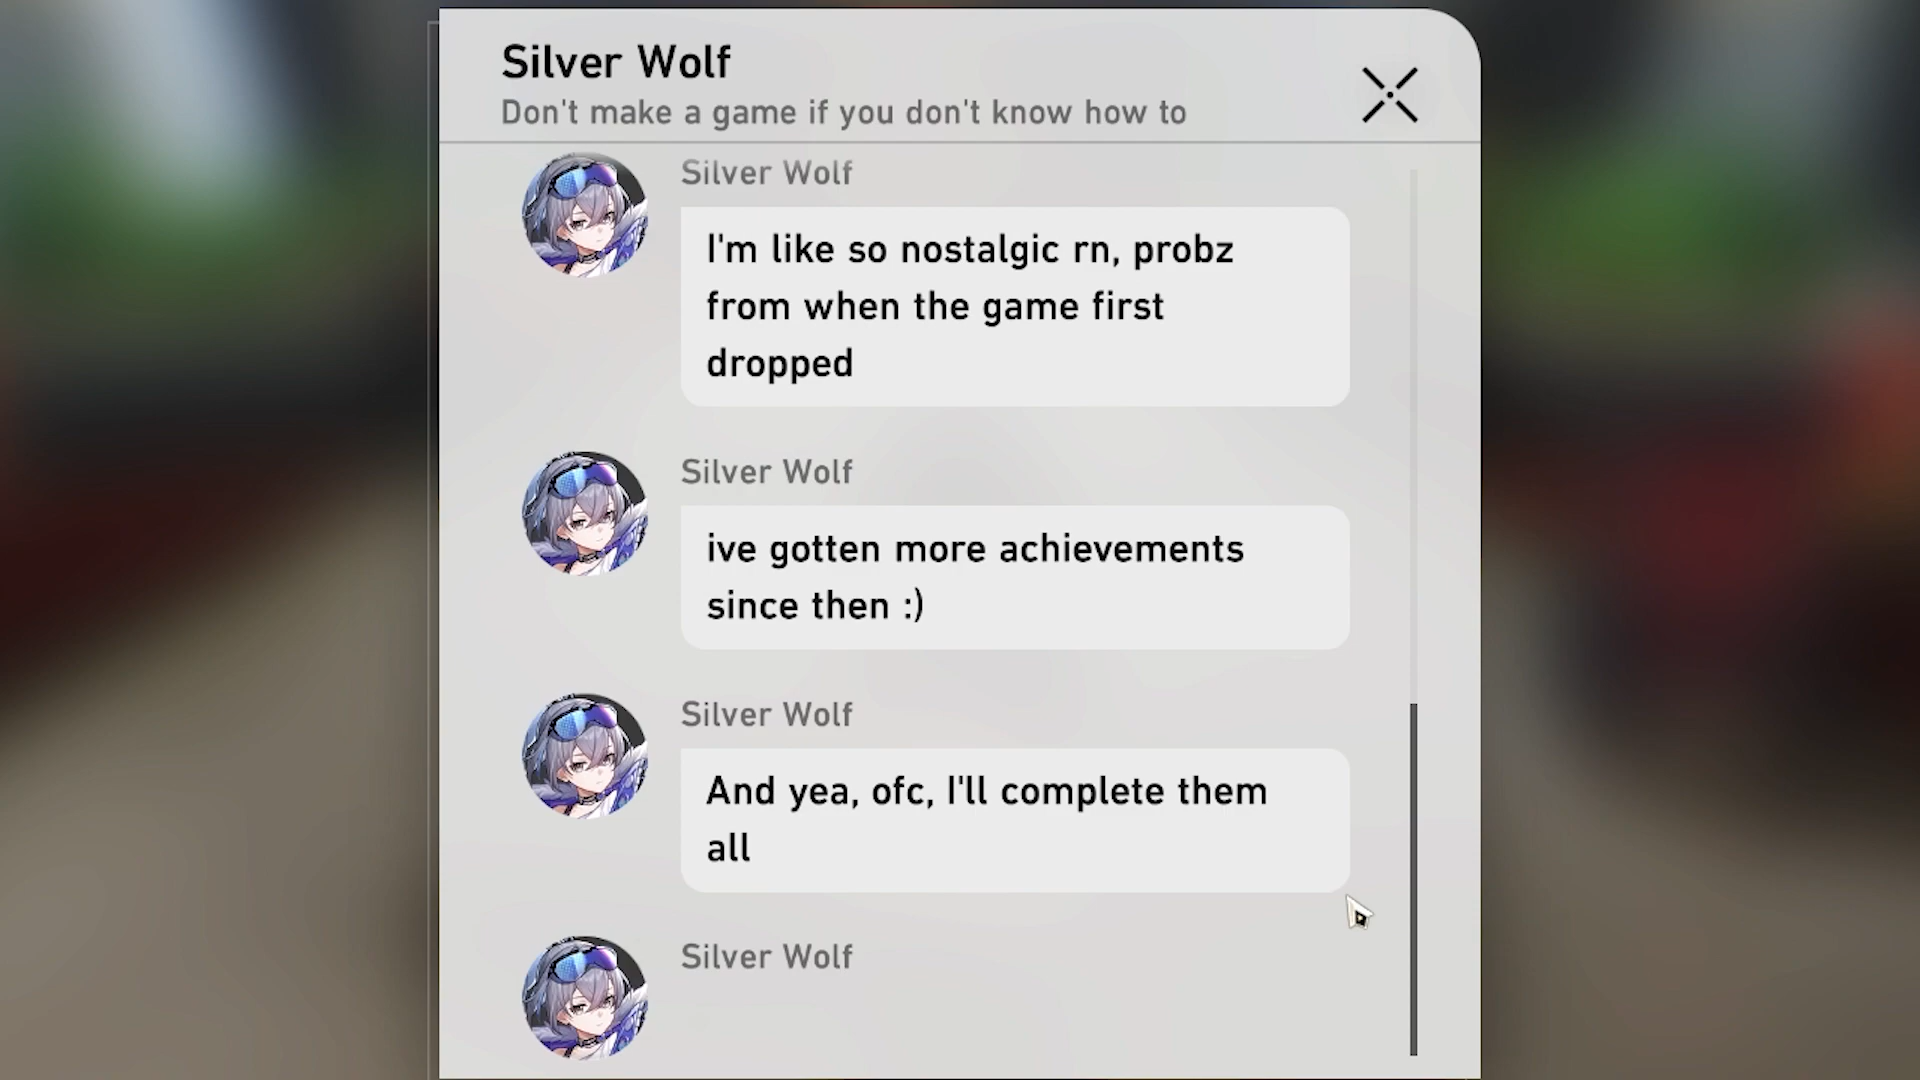 Silver Wolf
Don't make a game if you don't know how to
Silver Wolf
I'm like so nostalgic rn, probz
from when the game first
dropped
Silver Wolf
ive gotten more achievements
since then :)
Silver Wolf
And yea, ofc, I'll complete them
all
Silver Wolf